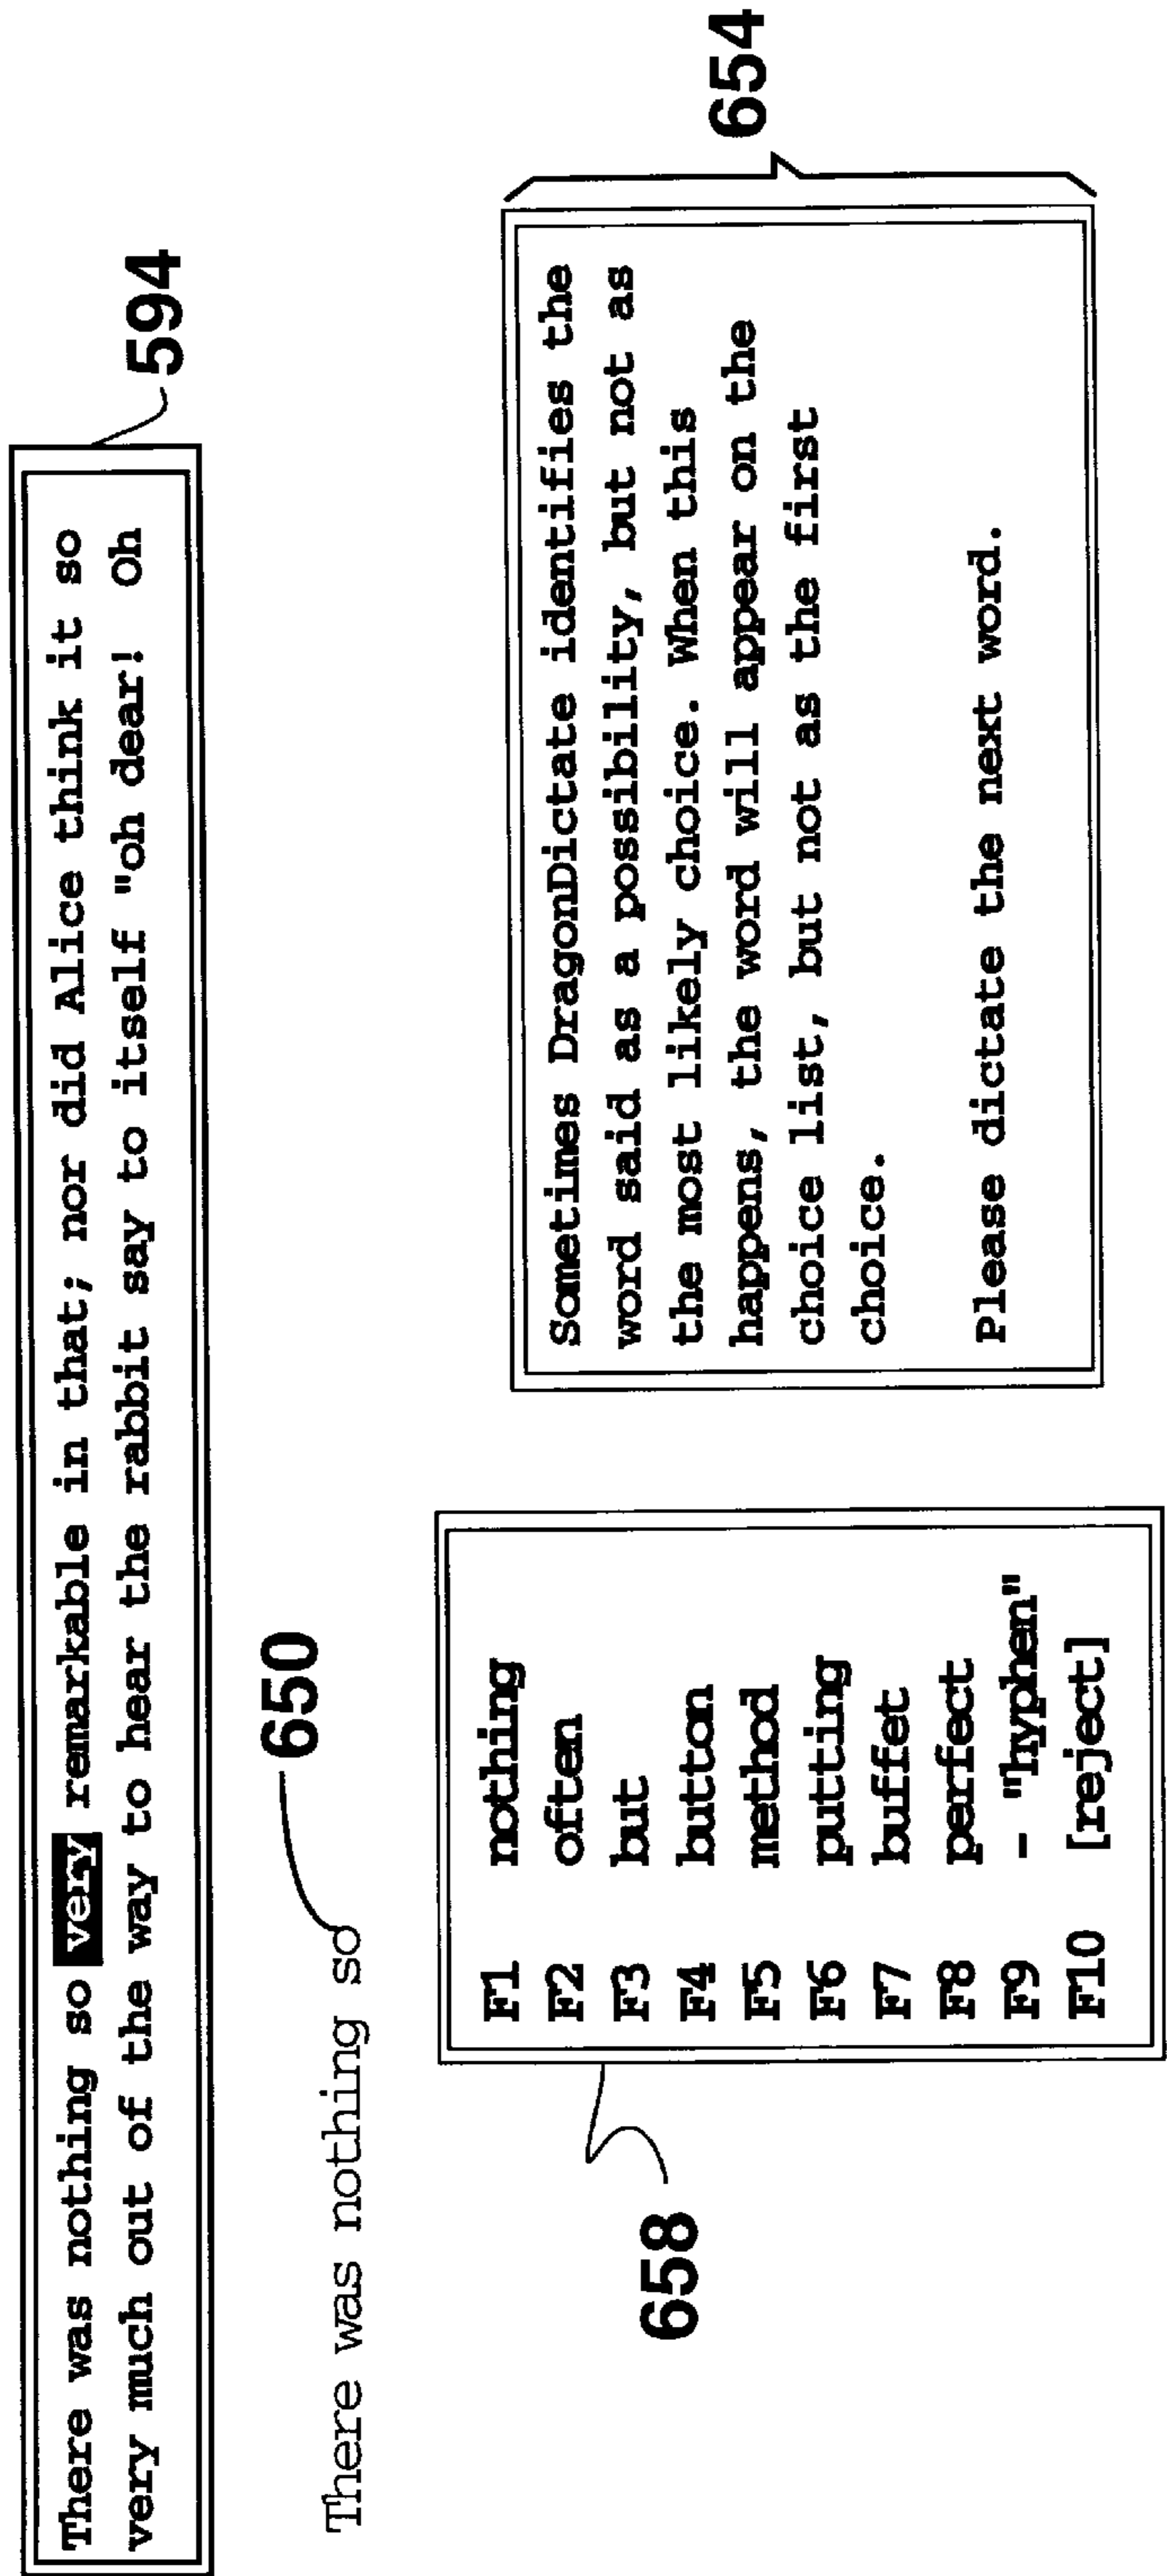 There was nothing so very remarkable in that; nor did Alice think it so
very much out of the way to hear the rabbit say to itself "oh dear!  Oh
594
650
There was nothing so
658
F1 nothing
F2 often
F3 but
F4 button
F5 method
F6 putting
F7 buffet
F8 perfect
F9 - "hyphen"
F10 [reject]
Sometimes DragonDictate identifies the
word said as a possibility, but not as
the most likely choice. When this
happens, the word will appear on the
choice list, but not as the first
choice.
Please dictate the next word.
654